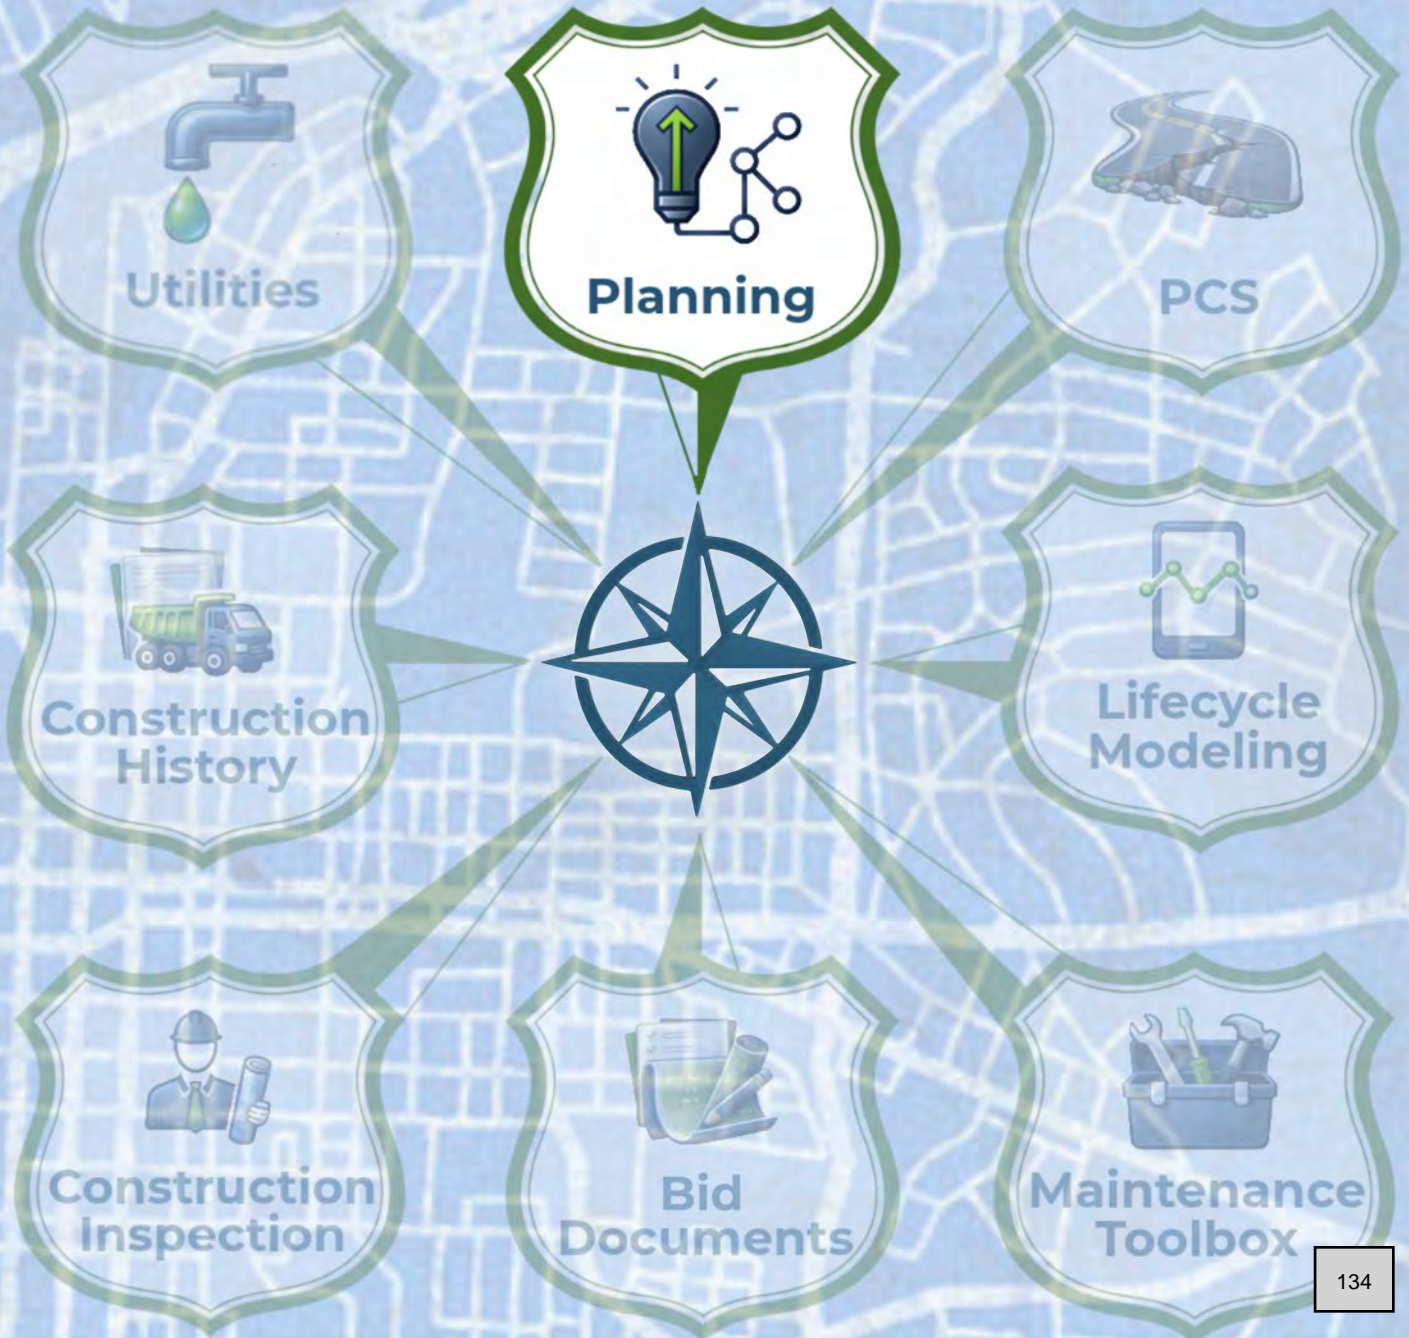 Utilities
Planning
PCS
Construction
History
Lifecycle
Modeling
Construction
Inspection
Bid
Documents
Maintenance
Toolbox
134